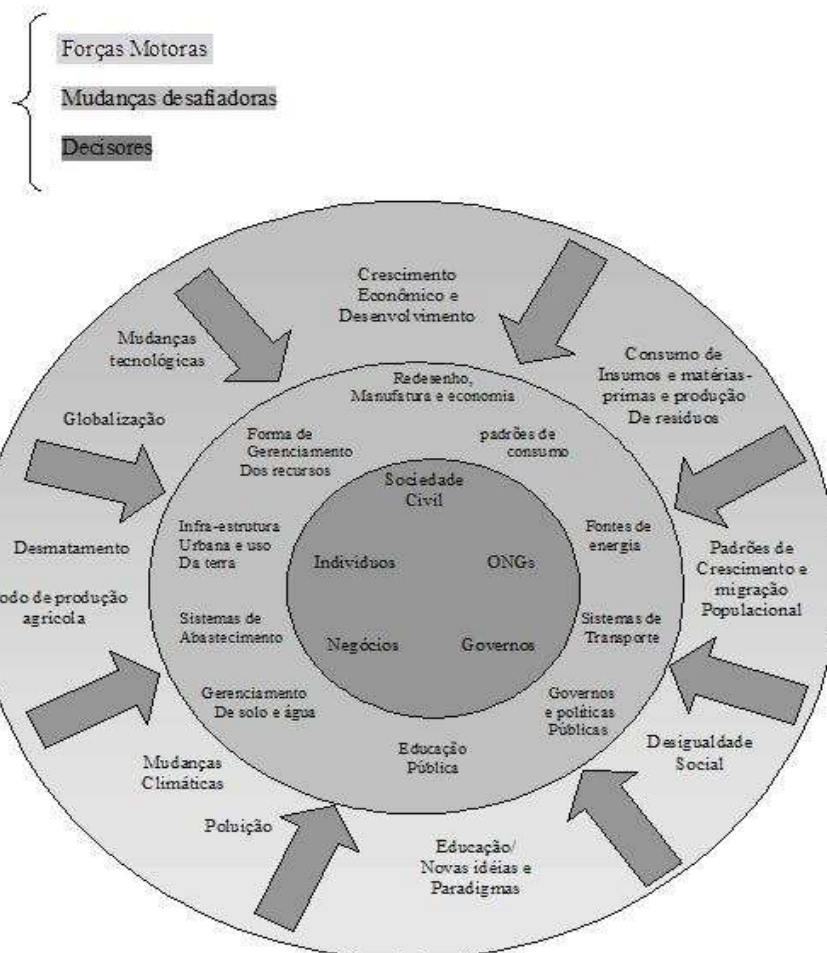 Forças Motoras
Mudanças desafiadoras
Decisores
Crescimento
Econômico e
Desenvolvimento
Mudanças
tecnológicas
Consumo de
Insumos e matérias-
primas e produção
De resíduos
Globalização
Redesenho,
Manufatura e economia
Forma de
Gerenciamento
Dos recursos
padrões de
consumo
Sociedade
Civil
Infra-estrutura
Urbana e uso
Da terra
Fontes de
energia
Desmatamento
Indivíduos
ONGs
Padrões de
Crescimento e
migração
Populacional
odo de produção
agrícola
Sistemas de
Abastecimento
Sistemas de
Transporte
Negócios
Governos
Gerenciamento
De solo e água
Governos
e políticas
Públicas
Educação
Pública
Desigualdade
Social
Mudanças
Climáticas
Poluição
Educação/
Novas idéias e
Paradigmas